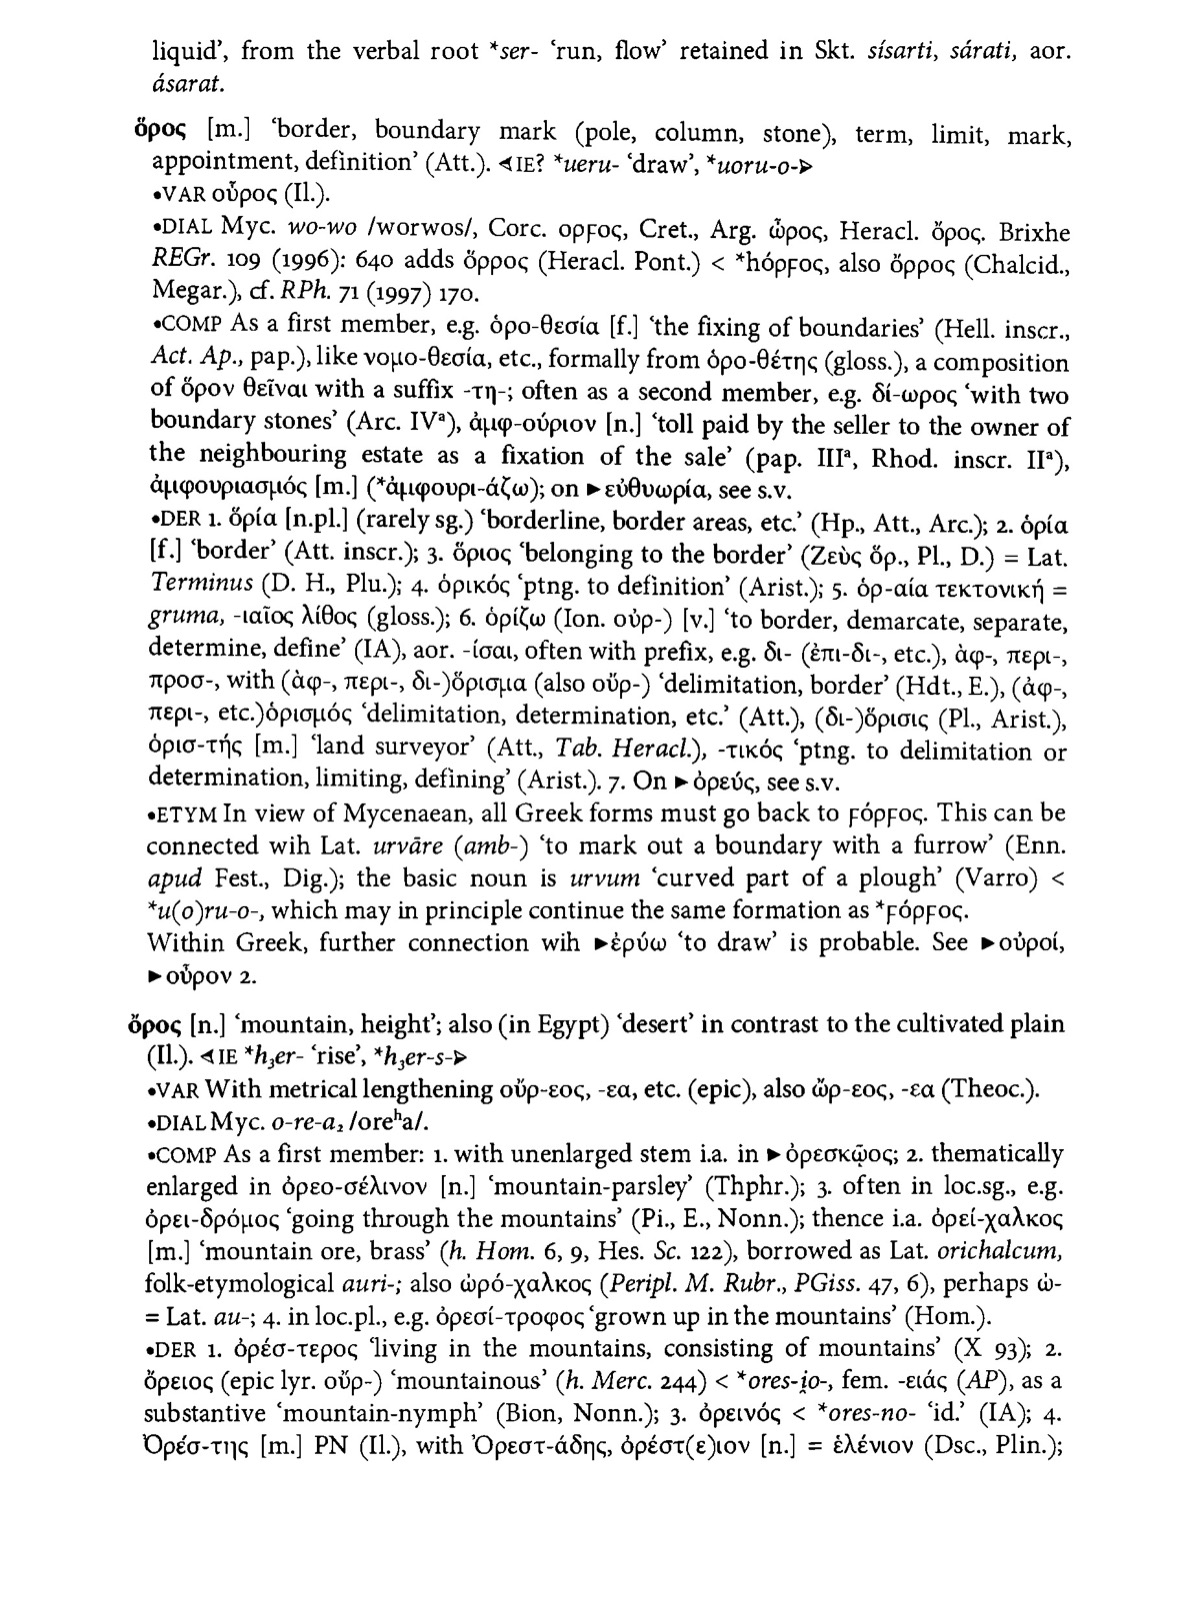 liquid’, from the verbal root *ser- ‘run, flow’ retained in Skt. sísarti, sárati, aor.
ásarat.
ὅρος [m.] ‘border, boundary mark (pole, column, stone), term, limit, mark,
appointment, definition’ (Att.). ⊲IE? *ueru- ‘draw’, *uoru-o-⊳
•VAR οὖρος (Il.).
•DIAL Myc. wo-wo /worwos/, Corc. ορϝος, Cret., Arg. ὦρος, Heracl. ὄρος. Brixhe
REGr. 109 (1996): 640 adds ὅρρος (Heracl. Pont.) < *hόρϝος, also ὄρρος (Chalcid.,
Megar.), cf. RPh. 71 (1997) 170.
•COMP As a first member, e.g. ὁρο-θεσία [f.] ‘the fixing of boundaries’ (Hell. inscr.,
Act. Ap., pap.), like νομο-θεσία, etc., formally from ὁρο-θέτης (gloss.), a composition
of ὅρον θεῖναι with a suffix -τη-; often as a second member, e.g. δί-ωρος ‘with two
boundary stones’ (Arc. IVᵃ), ἀμφ-ούριον [n.] ‘toll paid by the seller to the owner of
the neighbouring estate as a fixation of the sale’ (pap. IIIᵃ, Rhod. inscr. IIᵃ),
ἀμφουριασμός [m.] (*ἀμφουρι-άζω); on ►εὐθυωρία, see s.v.
•DER 1. ὅρία [n.pl.] (rarely sg.) ‘borderline, border areas, etc.’ (Hp., Att., Arc.); 2. ὁρία
[f.] ‘border’ (Att. inscr.); 3. ὅριος ‘belonging to the border’ (Ζεὺς ὅρ., Pl., D.) = Lat.
Terminus (D. H., Plu.); 4. ὁρικός ‘ptng. to definition’ (Arist.); 5. ὁρ-αία τεκτονική =
gruma, -ιαῖος λίθος (gloss.); 6. ὁρίζω (Ion. οὐρ-) [v.] ‘to border, demarcate, separate,
determine, define’ (IA), aor. -ίσαι, often with prefix, e.g. δι- (ἐπι-δι-, etc.), ἀφ-, περι-,
προσ-, with (ἀφ-, περι-, δι-)ὅρισμα (also οὔρ-) ‘delimitation, border’ (Hdt., E.), (ἀφ-,
περι-, etc.)ὁρισμός ‘delimitation, determination, etc.’ (Att.), (δι-)ὅρισις (Pl., Arist.),
ὁρισ-τής [m.] ‘land surveyor’ (Att., Tab. Heracl.), -τικός ‘ptng. to delimitation or
determination, limiting, defining’ (Arist.). 7. On ►ὀρεύς, see s.v.
•ETYM In view of Mycenaean, all Greek forms must go back to ϝόρϝος. This can be
connected wih Lat. urvāre (amb-) ‘to mark out a boundary with a furrow’ (Enn.
apud Fest., Dig.); the basic noun is urvum ‘curved part of a plough’ (Varro) <
*u(o)ru-o-, which may in principle continue the same formation as *ϝόρϝος.
Within Greek, further connection wih ►ἐρύω ‘to draw’ is probable. See ►οὐροί,
►οὖρον 2.
ὄρος [n.] ‘mountain, height’; also (in Egypt) ‘desert’ in contrast to the cultivated plain
(Il.). ⊲IE *h₃er- ‘rise’, *h₃er-s-⊳
•VAR With metrical lengthening οὔρ-εος, -εα, etc. (epic), also ὤρ-εος, -εα (Theoc.).
•DIAL Myc. o-re-a₂ /oreʰa/.
•COMP As a first member: 1. with unenlarged stem i.a. in ►ὀρεσκῷος; 2. thematically
enlarged in ὀρεο-σέλινον [n.] ‘mountain-parsley’ (Thphr.); 3. often in loc.sg., e.g.
ὀρει-δρόμος ‘going through the mountains’ (Pi., E., Nonn.); thence i.a. ὀρεί-χαλκος
[m.] ‘mountain ore, brass’ (h. Hom. 6, 9, Hes. Sc. 122), borrowed as Lat. orichalcum,
folk-etymological auri-; also ὠρό-χαλκος (Peripl. M. Rubr., PGiss. 47, 6), perhaps ὠ-
= Lat. au-; 4. in loc.pl., e.g. ὀρεσί-τροφος ‘grown up in the mountains’ (Hom.).
•DER 1. ὀρέσ-τερος ‘living in the mountains, consisting of mountains’ (Χ 93); 2.
ὄρειος (epic lyr. οὔρ-) ‘mountainous’ (h. Merc. 244) < *ores-i̯o-, fem. -ειάς (AP), as a
substantive ‘mountain-nymph’ (Bion, Nonn.); 3. ὀρεινός < *ores-no- ‘id.’ (IA); 4.
Ὀρέσ-της [m.] PN (Il.), with Ὀρεστ-άδης, ὀρέστ(ε)ιον [n.] = ἑλένιον (Dsc., Plin.);